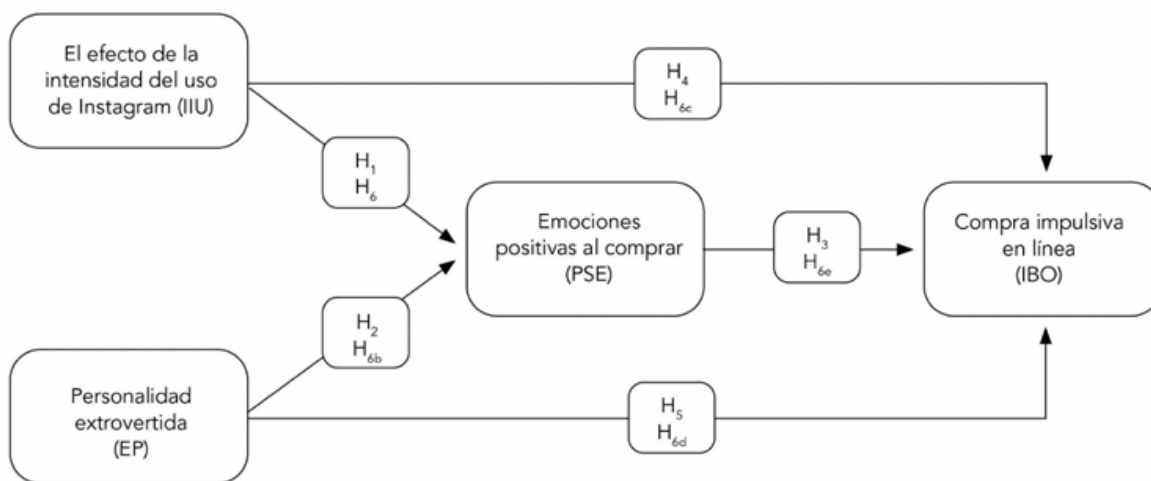 El efecto de la
intensidad del uso
de Instagram (IIU)
H₄
H₆c
H₁
H₆
Emociones
positivas al comprar
(PSE)
H₃
H₆e
Compra impulsiva
en línea
(IBO)
H₂
H₆b
Personalidad
extrovertida
(EP)
H₅
H₆d